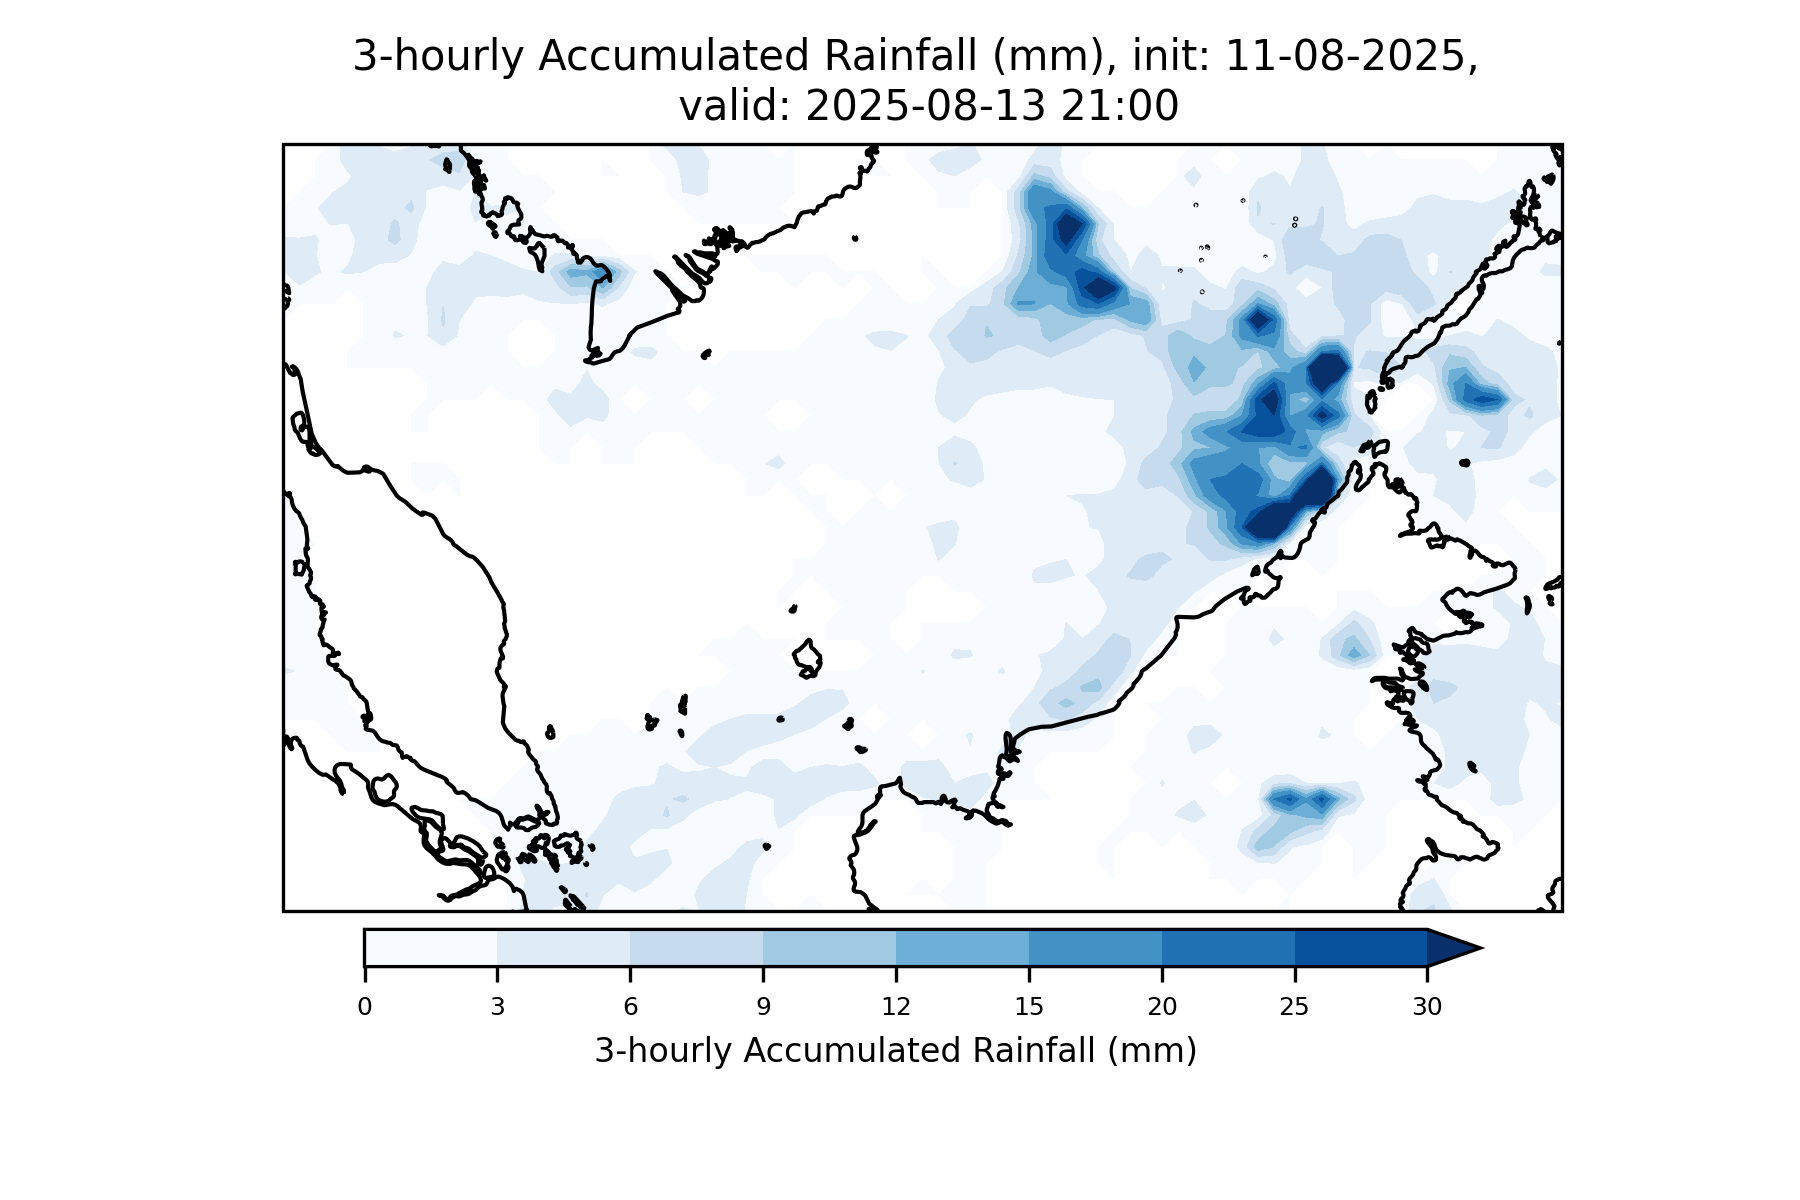 3-hourly Accumulated Rainfall (mm), init: 11-08-2025,
valid: 2025-08-13 21:00
0 3 6 9 12 15 20 25 30
3-hourly Accumulated Rainfall (mm)